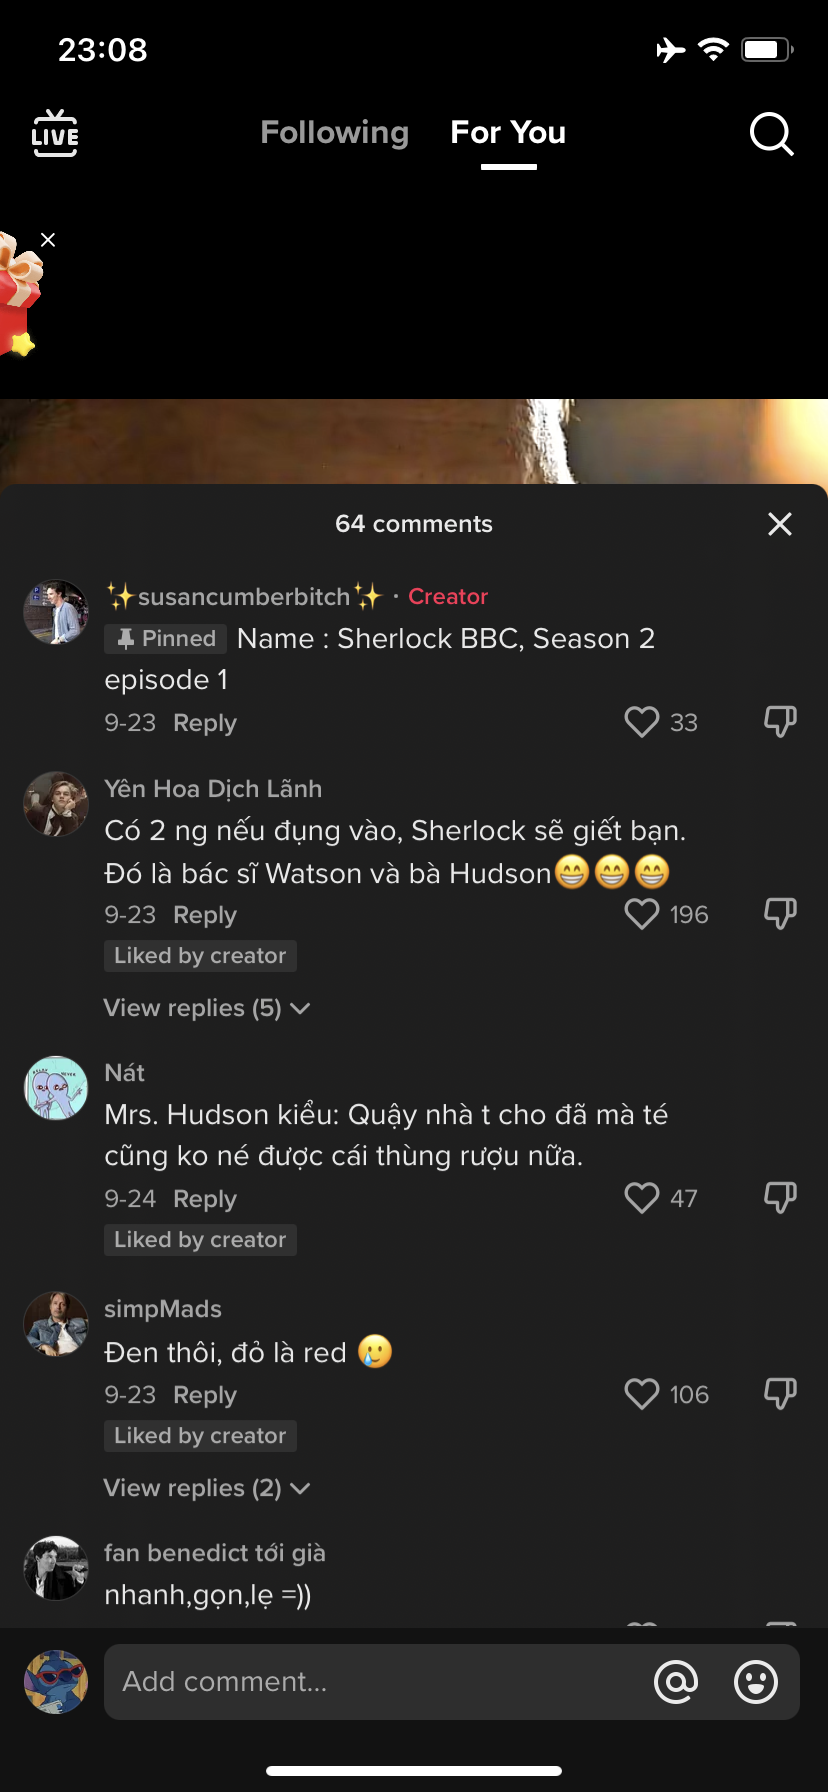 23:08
LIVE
Following
For You
64 comments
✨susancumberbitch✨ · Creator
Pinned Name : Sherlock BBC, Season 2
episode 1
9-23 Reply
33
Yên Hoa Dịch Lãnh
Có 2 ng nếu đụng vào, Sherlock sẽ giết bạn.
Đó là bác sĩ Watson và bà Hudson😁😁😁
9-23 Reply
196
Liked by creator
View replies (5)
Nát
Mrs. Hudson kiểu: Quậy nhà t cho đã mà té
cũng ko né được cái thùng rượu nữa.
9-24 Reply
47
Liked by creator
simpMads
Đen thôi, đỏ là red 🥲
9-23 Reply
106
Liked by creator
View replies (2)
fan benedict tới già
nhanh,gọn,lẹ =))
Add comment...